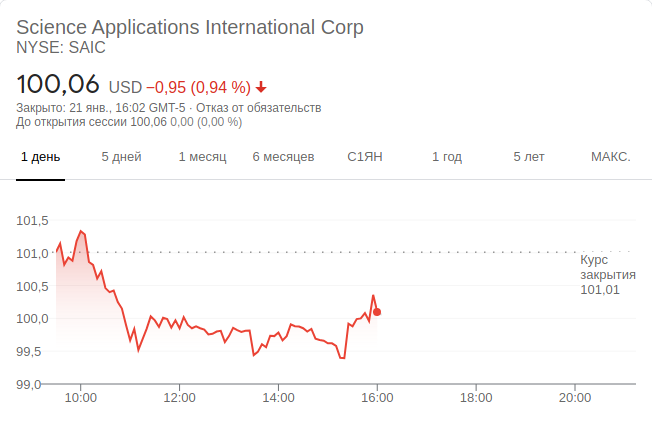 Science Applications International Corp
NYSE: SAIC
100,06 USD −0,95 (0,94 %)
Закрыто: 21 янв., 16:02 GMT-5 · Отказ от обязательств
До открытия сессии 100,06 0,00 (0,00 %)
1 день 5 дней 1 месяц 6 месяцев С1ЯН 1 год 5 лет МАКС.
101,5
101,0
Курс
закрытия
100,5
101,01
100,0
99,5
99,0
10:00 12:00 14:00 16:00 18:00 20:00